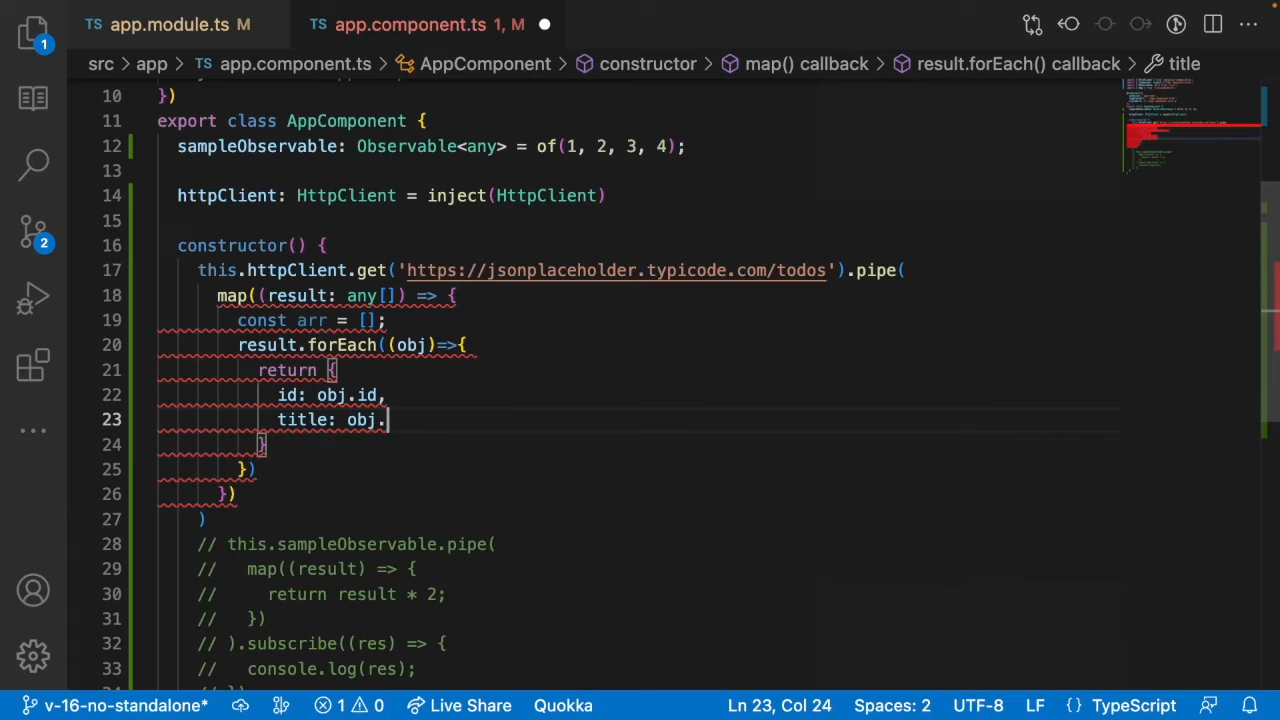 TS app.module.ts M TS app.component.ts 1, M
1 src > app > app.component.ts > AppComponent > constructor > map() callback > result.forEach() callback > title
10 })
11 export class AppComponent {
12 sampleObservable: Observable<any> = of(1, 2, 3, 4);
13
14 httpClient: HttpClient = inject(HttpClient)
15
16 constructor() {
17 this.httpClient.get('https://jsonplaceholder.typicode.com/todos').pipe(
18 map((result: any[]) => {
19 const arr = [];
20 result.forEach((obj)=>{
21 return {
22 id: obj.id,
23 title: obj.
24 }
25 })
26 })
27 )
28 // this.sampleObservable.pipe(
29 // map((result) => {
30 // return result * 2;
31 // })
32 // ).subscribe((res) => {
33 // console.log(res);
2
v-16-no-standalone* 1 0 Live Share Quokka Ln 23, Col 24 Spaces: 2 UTF-8 LF {} TypeScript